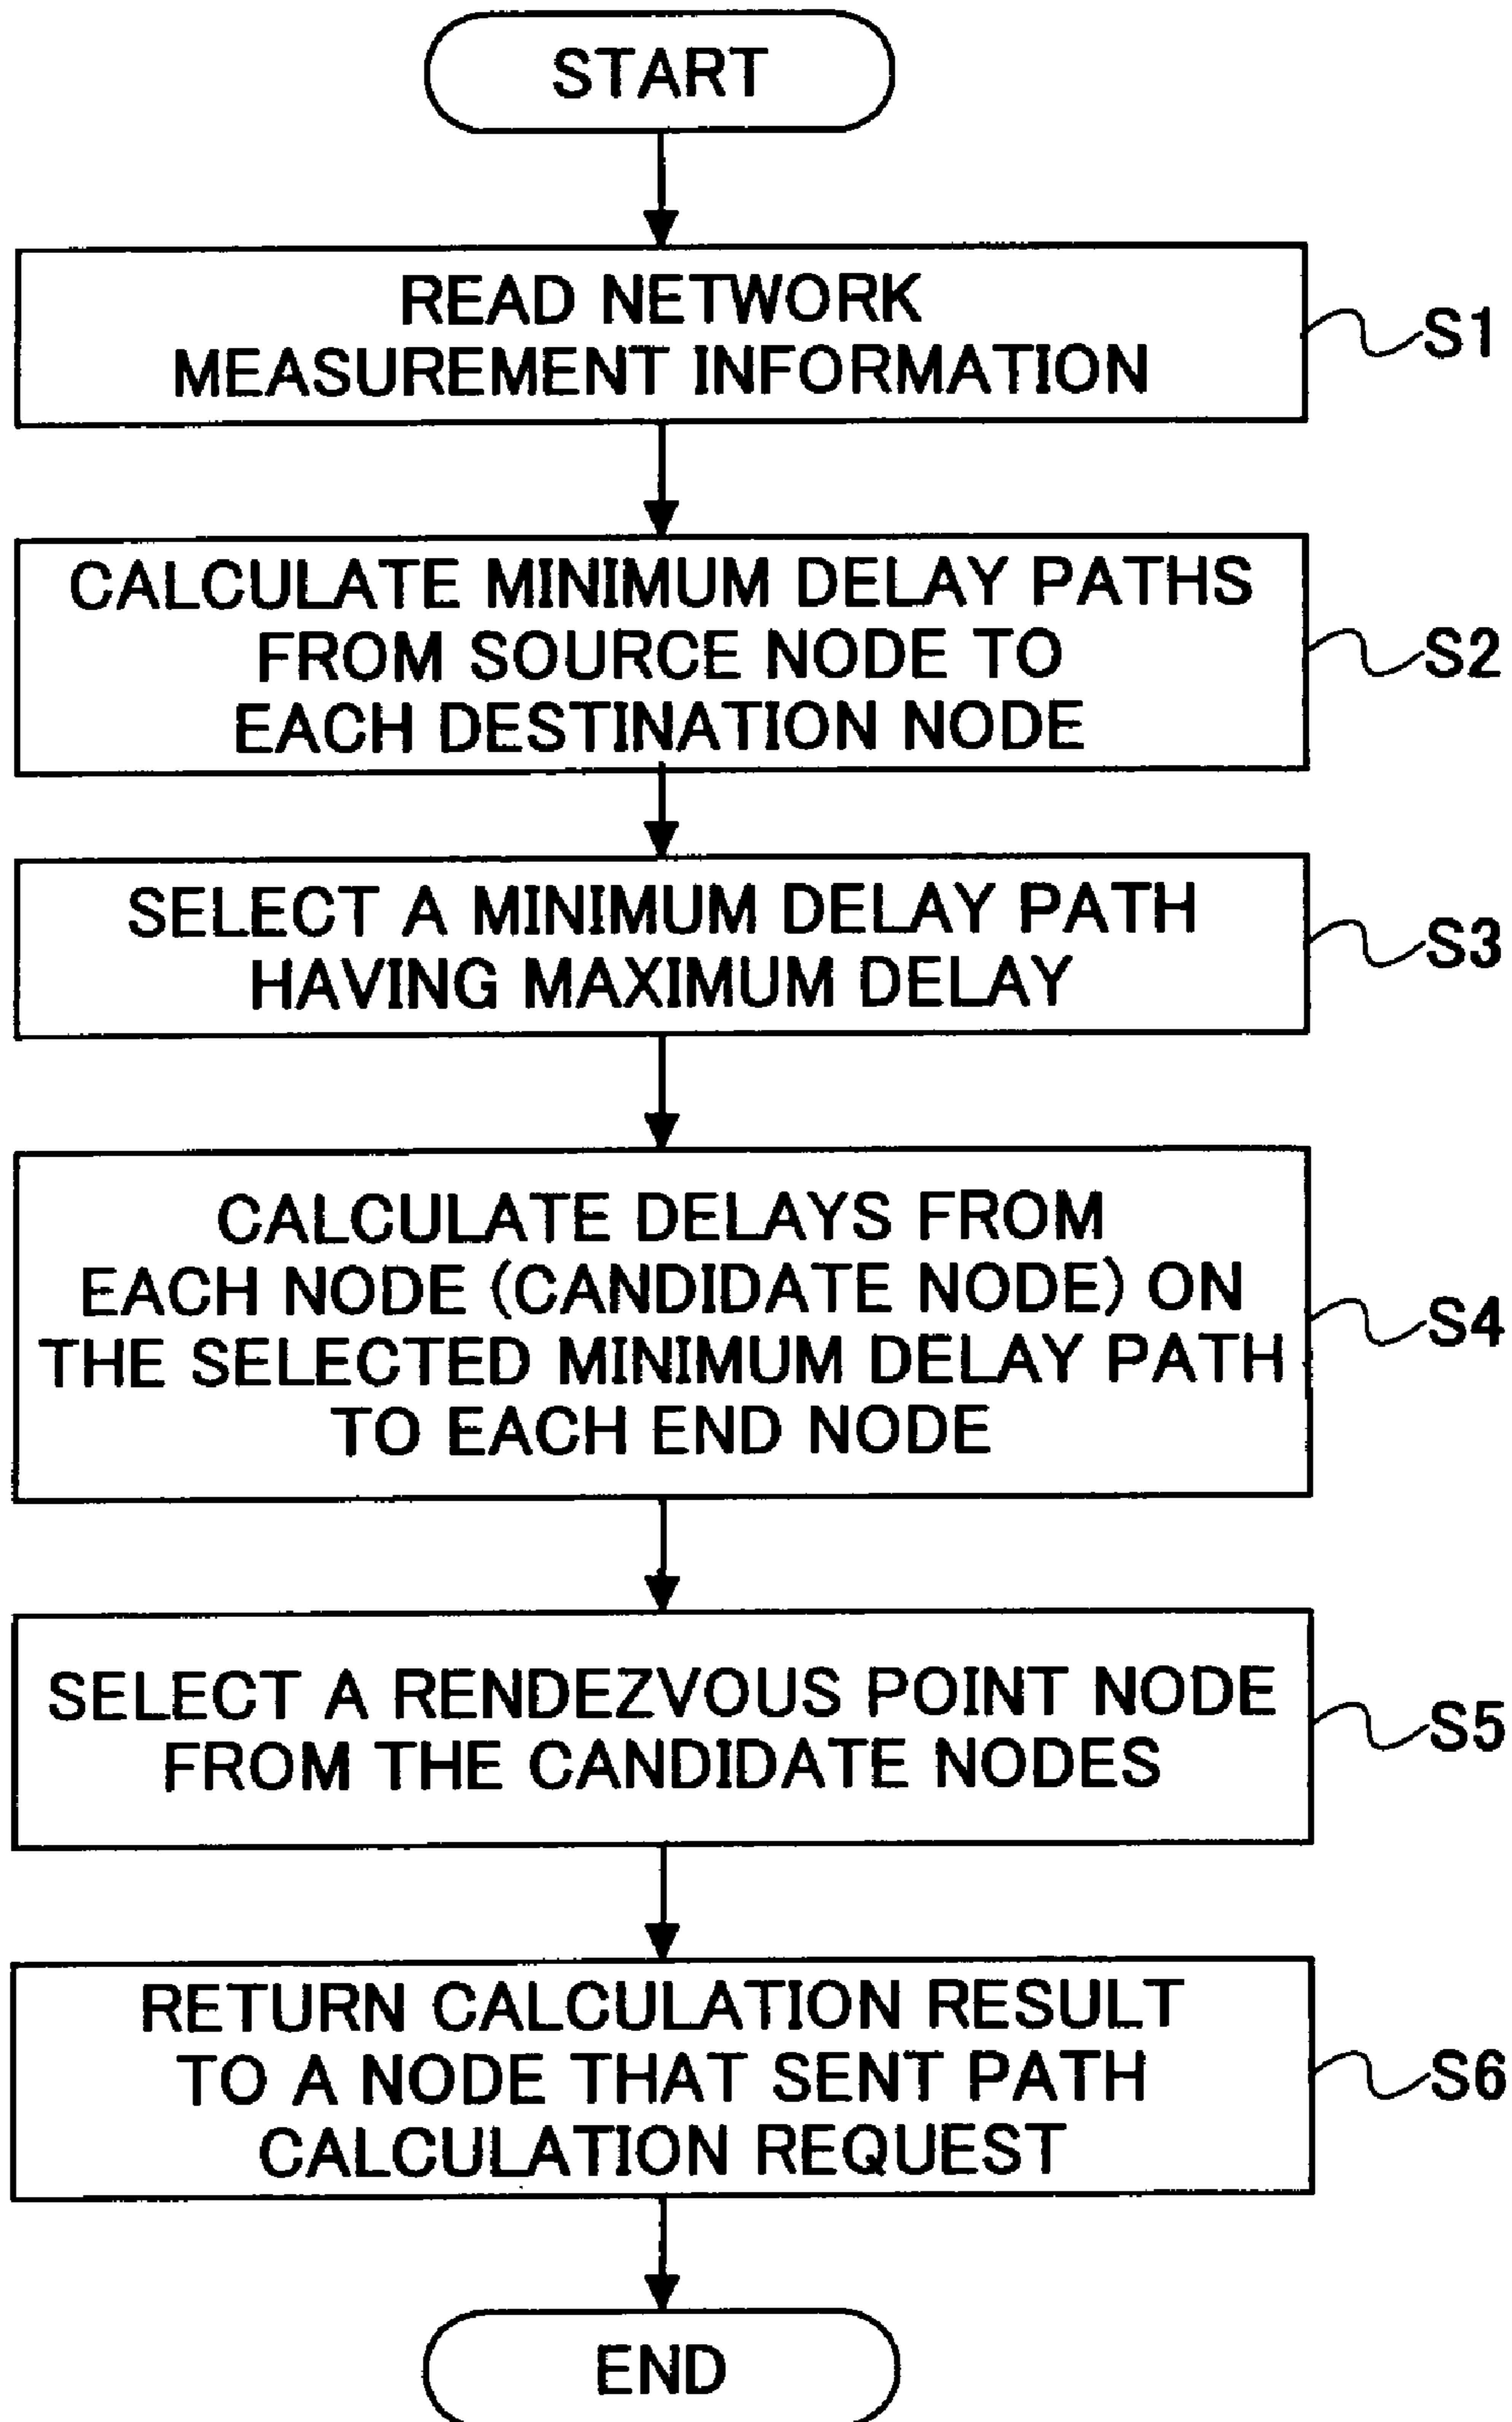 START
READ NETWORK
MEASUREMENT INFORMATION
S1
CALCULATE MINIMUM DELAY PATHS
FROM SOURCE NODE TO
EACH DESTINATION NODE
S2
SELECT A MINIMUM DELAY PATH
HAVING MAXIMUM DELAY
S3
CALCULATE DELAYS FROM
EACH NODE (CANDIDATE NODE) ON
THE SELECTED MINIMUM DELAY PATH
TO EACH END NODE
S4
SELECT A RENDEZVOUS POINT NODE
FROM THE CANDIDATE NODES
S5
RETURN CALCULATION RESULT
TO A NODE THAT SENT PATH
CALCULATION REQUEST
S6
END